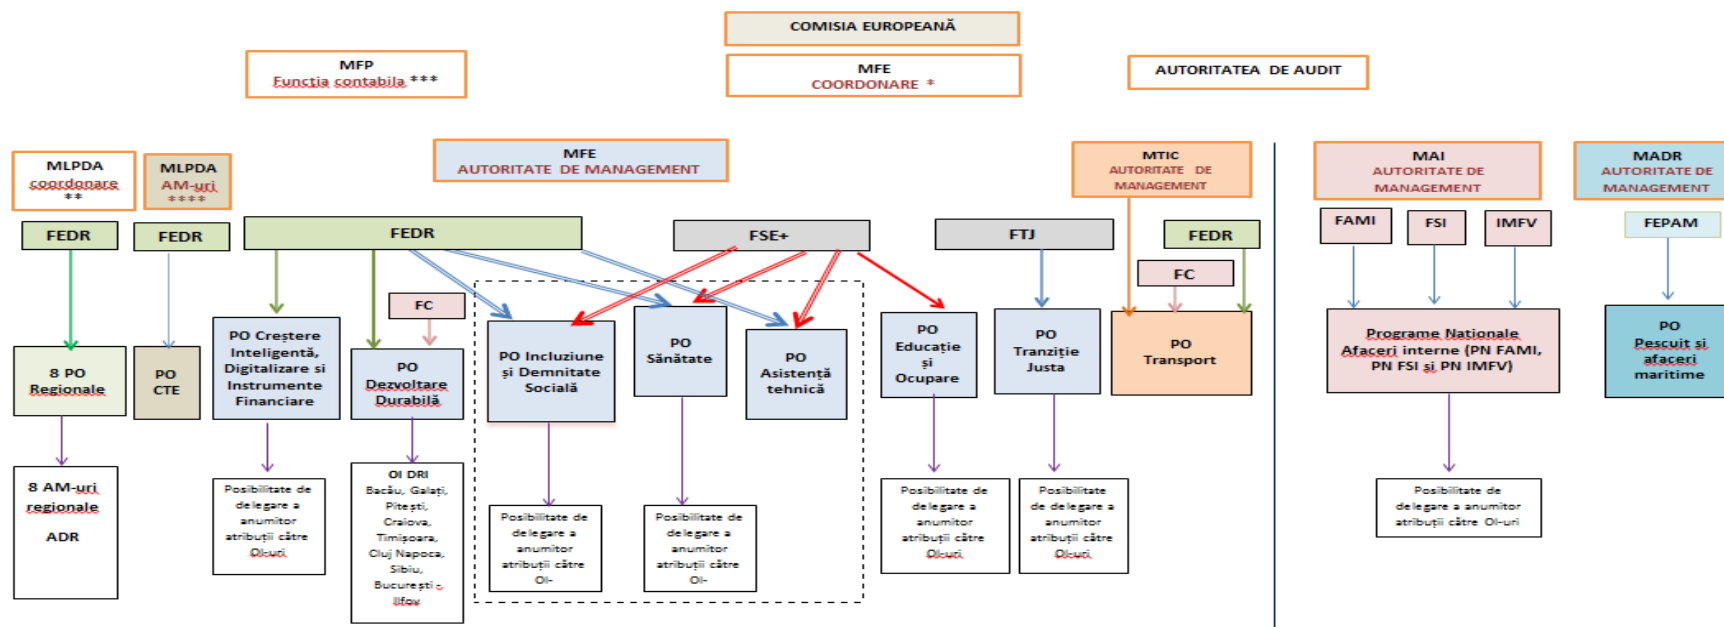 COMISIA EUROPEANĂ
MFP
Funcția contabila ***
MFE
COORDONARE *
AUTORITATEA DE AUDIT
MLPDA
coordonare
**
MLPDA
AM-uri
****
MFE
AUTORITATE DE MANAGEMENT
MTIC
AUTORITATE DE
MANAGEMENT
MAI
AUTORITATE DE
MANAGEMENT
MADR
AUTORITATE DE
MANAGEMENT
FEDR
FEDR
FEDR
FSE+
FTJ
FEDR
FAMI
FSI
IMFV
FEPAM
FC
FC
8 PO
Regionale
PO
CTE
PO Creștere
Inteligentă,
Digitalizare si
Instrumente
Financiare
PO
Dezvoltare
Durabilă
PO Incluziune
și Demnitate
Socială
PO
Sănătate
PO
Asistență
tehnică
PO
Educație
și
Ocupare
PO
Tranziție
Justa
PO
Transport
Programe Nationale
Afaceri interne (PN FAMI,
PN FSI și PN IMFV)
PO
Pescuit si
afaceri
maritime
8 AM-uri
regionale
ADR
Posibilitate de
delegare a
anumitor
atribuții către
OI-uri
OI DRI
Bacău, Galați,
Pitești,
Craiova,
Timișoara,
Cluj Napoca,
Sibiu,
București -
Ilfov
Posibilitate de
delegare a
anumitor
atribuții către
OI-
Posibilitate de
delegare a
anumitor
atribuții către
OI-
Posibilitate de
delegare a
anumitor
atribuții către
OI-uri
Posibilitate
de delegare a
anumitor
atribuții către
OI-uri
Posibilitate de
delegare a anumitor
atribuții către OI-uri